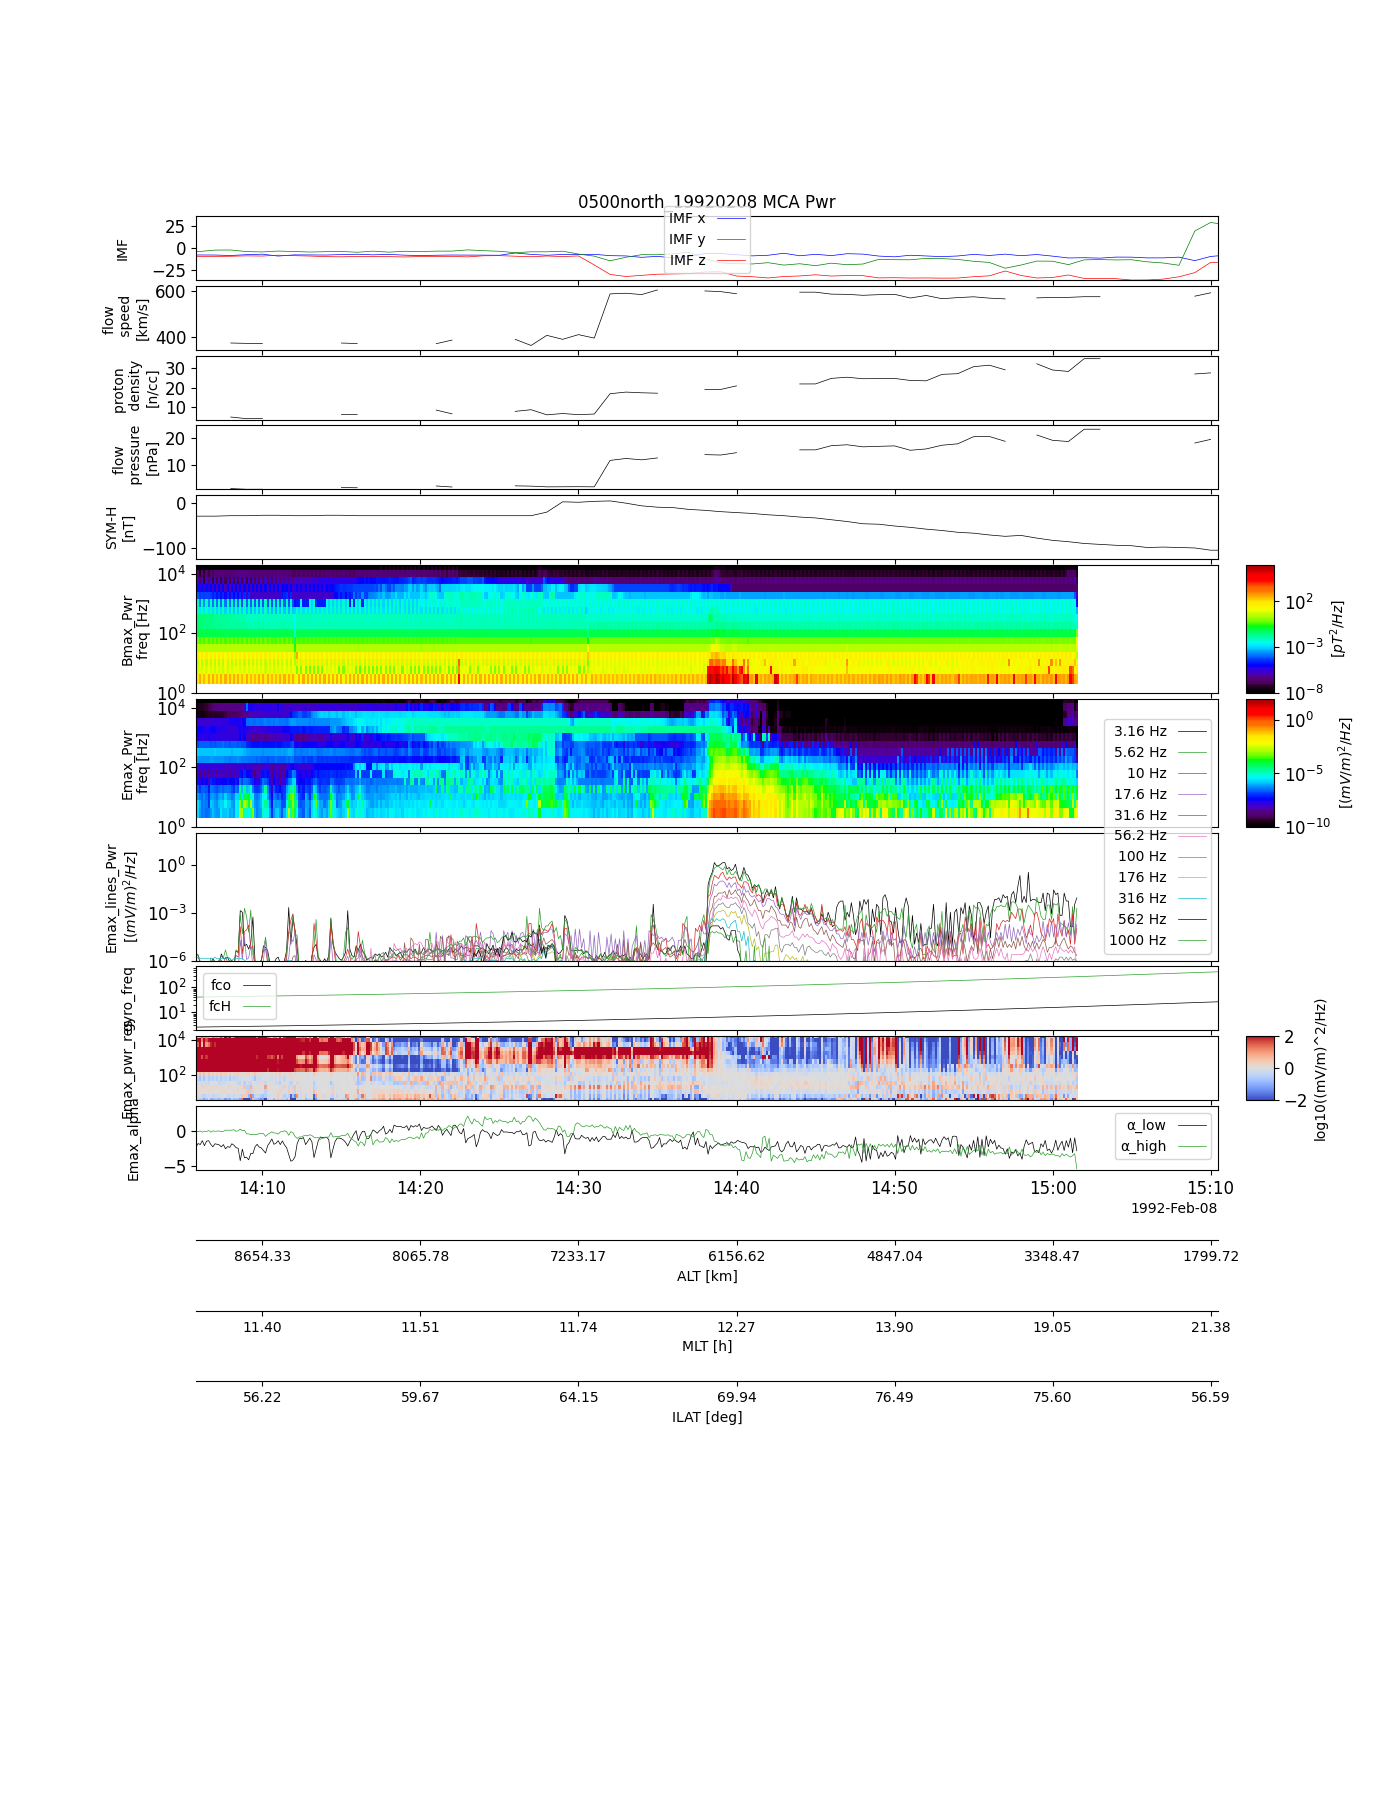 0500north_19920208 MCA Pwr
IMF
25
0
−25
IMF x
IMF y
IMF z
flow
speed
[km/s]
600
400
proton
density
[n/cc]
30
20
10
flow
pressure
[nPa]
20
10
SYM-H
[nT]
0
−100
Bmax_Pwr
freq [Hz]
10^4
10^2
10^0
10^2
10^−3
10^−8
[pT^2/Hz]
Emax_Pwr
freq [Hz]
10^4
10^2
10^0
10^0
10^−5
10^−10
[(mV/m)^2/Hz]
3.16 Hz
5.62 Hz
10 Hz
17.6 Hz
31.6 Hz
56.2 Hz
100 Hz
176 Hz
316 Hz
562 Hz
1000 Hz
Emax_lines_Pwr
[(mV/m)^2/Hz]
10^0
10^−3
10^−6
gyro_freq
10^2
10^1
fco
fcH
Emax_pwr_reg
10^4
10^2
2
0
−2
log10((mV/m)^2/Hz)
Emax_alpha
0
−5
α_low
α_high
14:10 14:20 14:30 14:40 14:50 15:00 15:10
1992-Feb-08
8654.33 8065.78 7233.17 6156.62 4847.04 3348.47 1799.72
ALT [km]
11.40 11.51 11.74 12.27 13.90 19.05 21.38
MLT [h]
56.22 59.67 64.15 69.94 76.49 75.60 56.59
ILAT [deg]